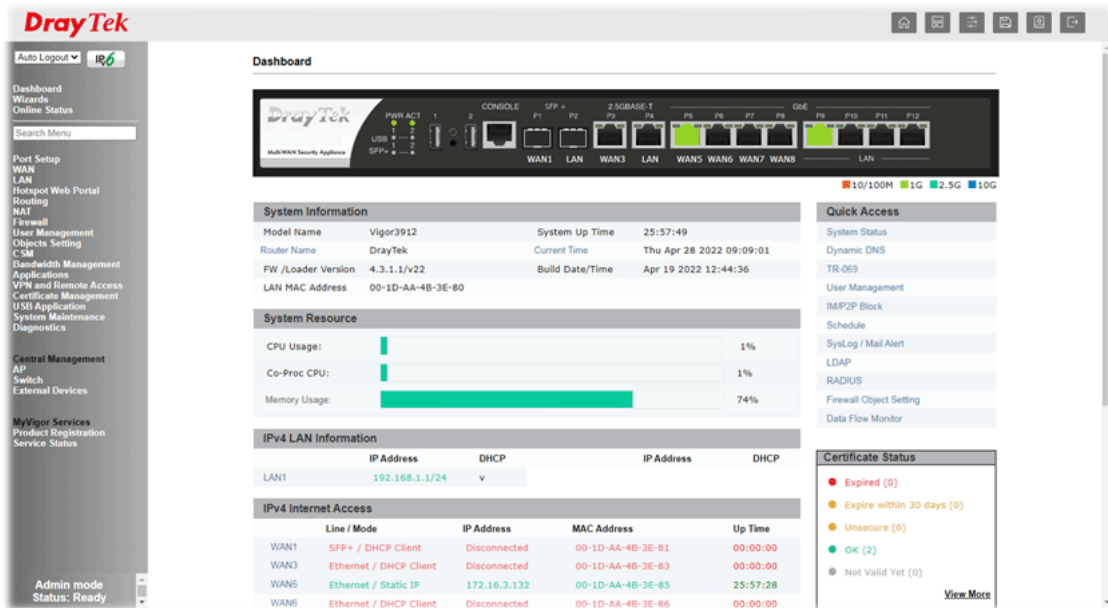 DrayTek
Auto Logout
IPv6
Dashboard
Wizards
Online Status
Search Menu
Port Setup
WAN
LAN
Hotspot Web Portal
Routing
NAT
Firewall
User Management
Objects Setting
CSM
Bandwidth Management
Applications
VPN and Remote Access
Certificate Management
USB Application
System Maintenance
Diagnostics
Central Management
AP
Switch
External Devices
MyVigor Services
Product Registration
Service Status
Admin mode
Status: Ready
Dashboard
DrayTek
Multi-WAN Security Appliance
PWR ACT 1 2 CONSOLE SFP + 2.5GBASE-T GbE
P1 P2 P3 P4 P5 P6 P7 P8 P9 P10 P11 P12
USB 1 2
SFP+ 1 2
WAN1 LAN WAN3 LAN WAN5 WAN6 WAN7 WAN8 LAN
10/100M 1G 2.5G 10G
System Information
Model Name Vigor3912 System Up Time 25:57:49
Router Name DrayTek Current Time Thu Apr 28 2022 09:09:01
FW /Loader Version 4.3.1.1/v22 Build Date/Time Apr 19 2022 12:44:36
LAN MAC Address 00-1D-AA-4B-3E-80
System Resource
CPU Usage: 1%
Co-Proc CPU: 1%
Memory Usage: 74%
IPv4 LAN Information
IP Address DHCP IP Address DHCP
LAN1 192.168.1.1/24 v
IPv4 Internet Access
Line / Mode IP Address MAC Address Up Time
WAN1 SFP+ / DHCP Client Disconnected 00-1D-AA-4B-3E-81 00:00:00
WAN3 Ethernet / DHCP Client Disconnected 00-1D-AA-4B-3E-83 00:00:00
WAN5 Ethernet / Static IP 172.16.3.132 00-1D-AA-4B-3E-85 25:57:28
WAN6 Ethernet / DHCP Client Disconnected 00-1D-AA-4B-3E-86 00:00:00
Quick Access
System Status
Dynamic DNS
TR-069
User Management
IM/P2P Block
Schedule
SysLog / Mail Alert
LDAP
RADIUS
Firewall Object Setting
Data Flow Monitor
Certificate Status
Expired (0)
Expire within 30 days (0)
Unsecure (0)
OK (2)
Not Valid Yet (0)
View More